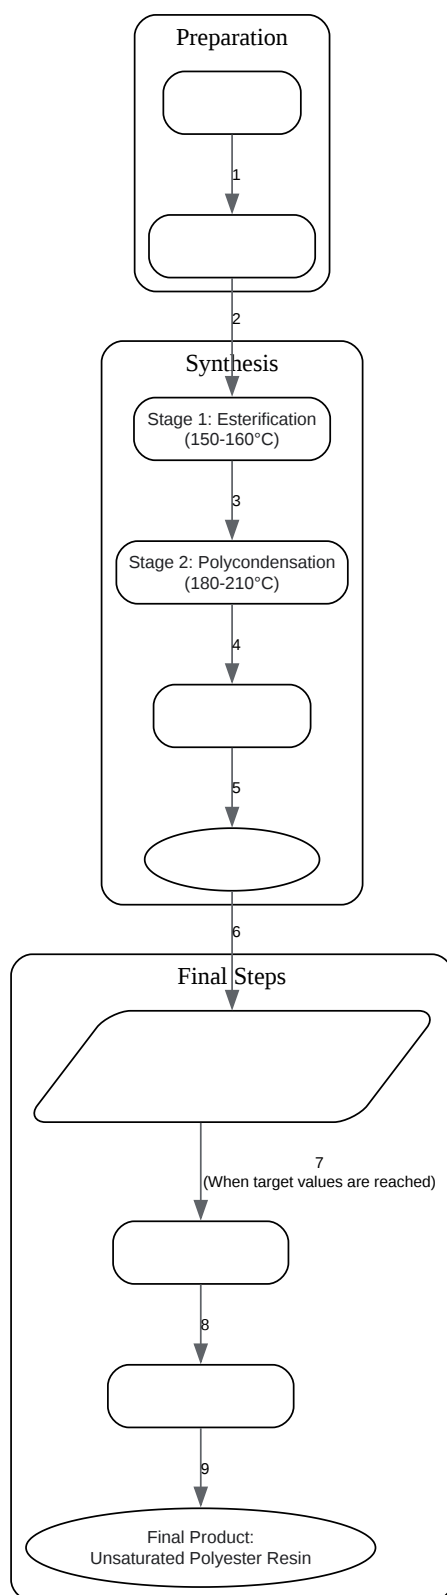 Preparation
1
2
Synthesis
Stage 1: Esterification
(150-160°C)
3
Stage 2: Polycondensation
(180-210°C)
4
5
6
Final Steps
7
(When target values are reached)
8
9
Final Product:
Unsaturated Polyester Resin